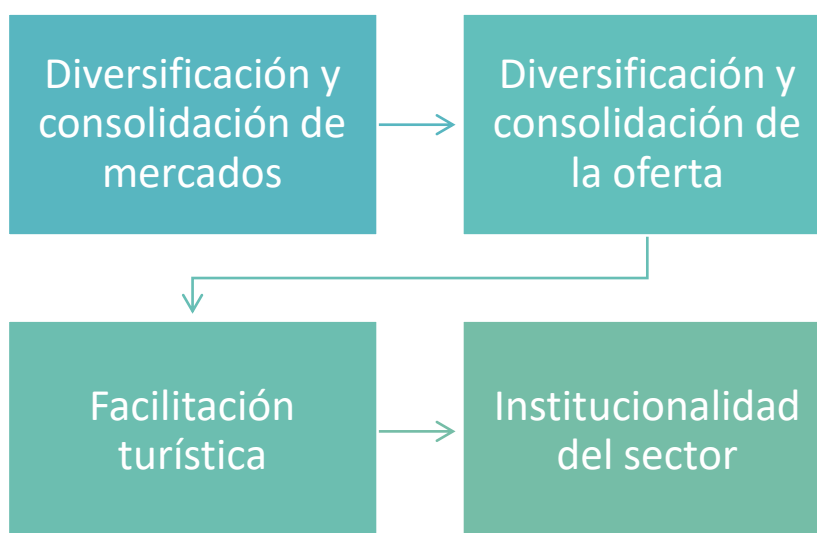 Diversificación y
consolidación de
mercados
Diversificación y
consolidación de
la oferta
Facilitación
turística
Institucionalidad
del sector